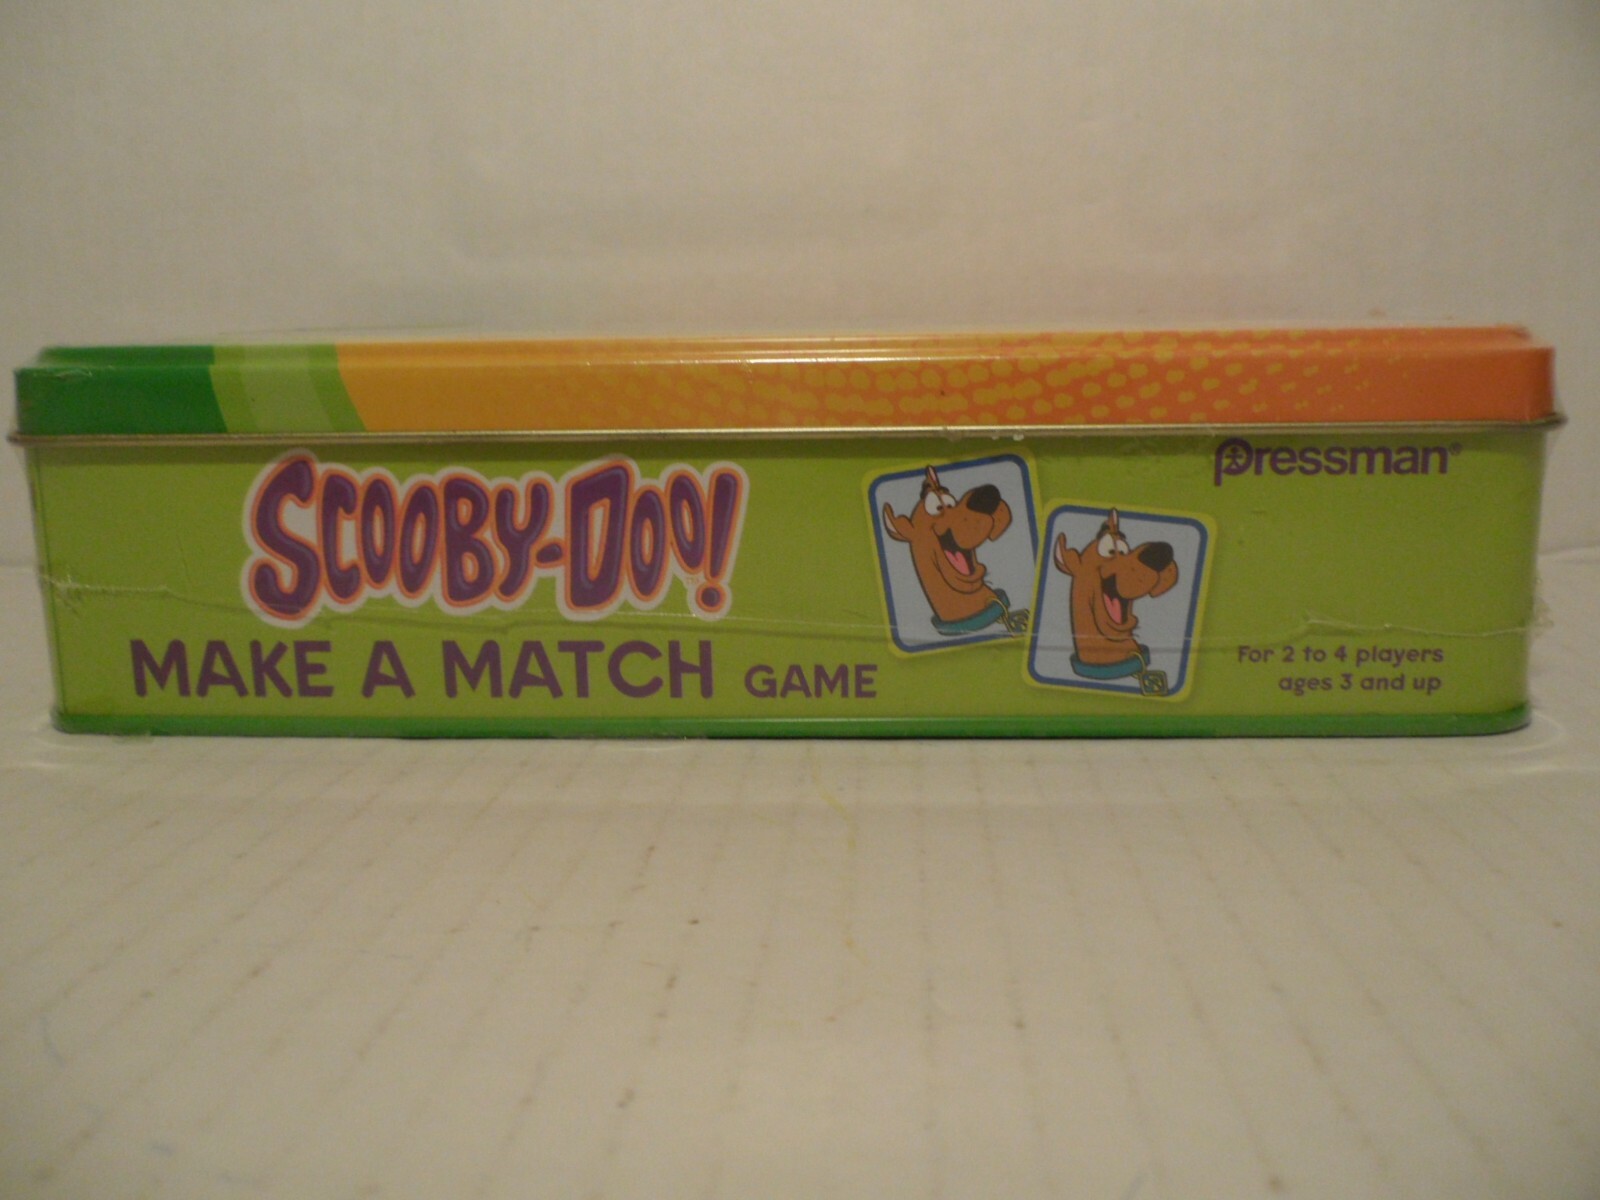 SCOOBY-DOO!
MAKE A MATCH GAME
pressman®
For 2 to 4 players
ages 3 and up